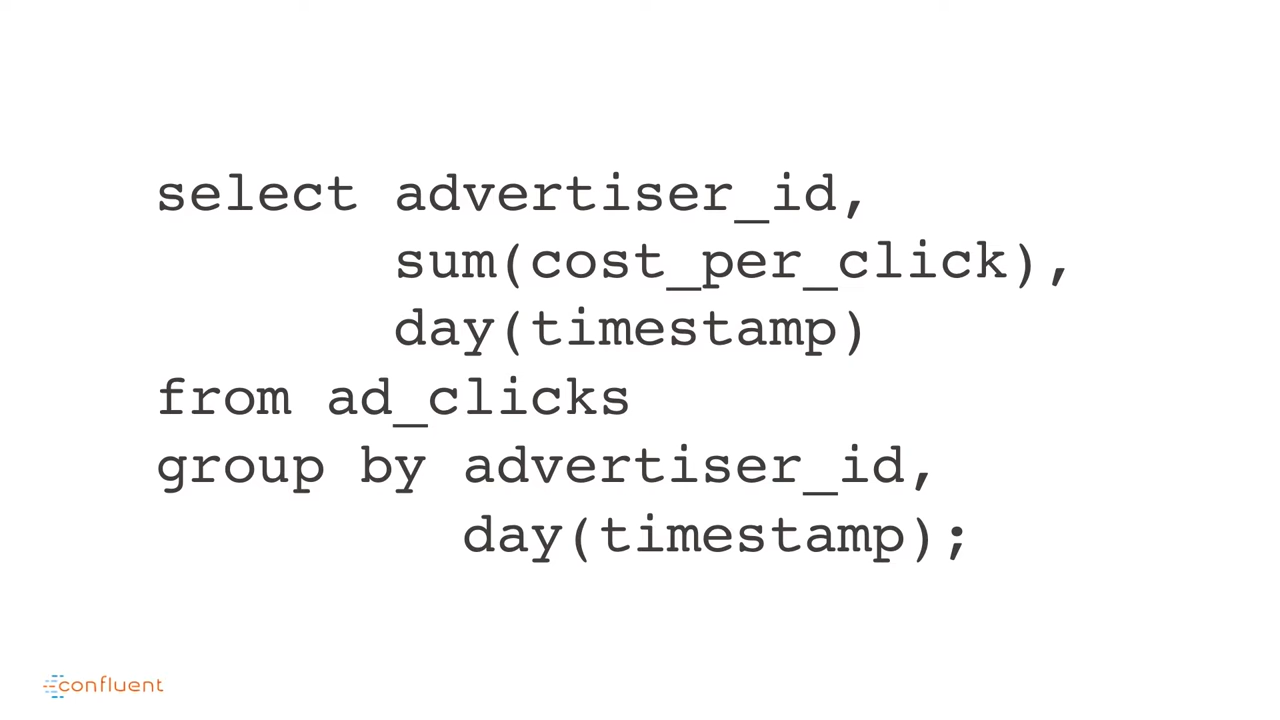 select advertiser_id,
sum(cost_per_click),
day(timestamp)
from ad_clicks
group by advertiser_id,
day(timestamp);
confluent